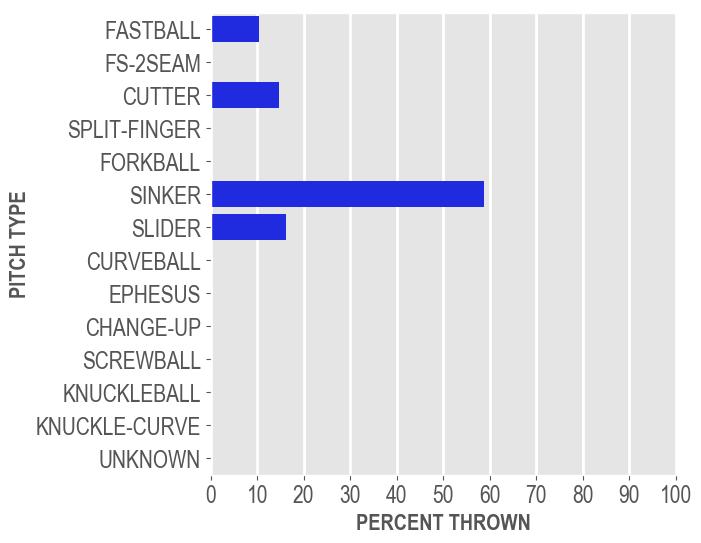 FASTBALL
FS-2SEAM
CUTTER
SPLIT-FINGER
FORKBALL
SINKER
SLIDER
CURVEBALL
EPHESUS
CHANGE-UP
SCREWBALL
KNUCKLEBALL
KNUCKLE-CURVE
UNKNOWN
PITCH TYPE
0 10 20 30 40 50 60 70 80 90 100
PERCENT THROWN